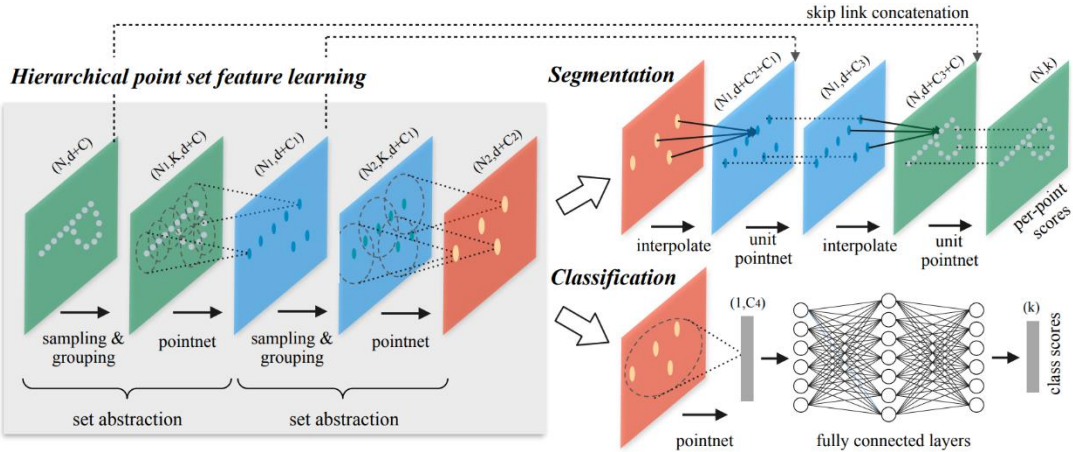 skip link concatenation
Hierarchical point set feature learning
(N,d+C)
(N1,K,d+C)
(N1,d+C1)
(N2,K,d+C1)
(N2,d+C2)
sampling &
grouping
pointnet
sampling &
grouping
pointnet
set abstraction
set abstraction
Segmentation
(N1,d+C2+C1)
(N1,d+C3)
(N,d+C3+C)
(N,k)
interpolate
unit
pointnet
interpolate
unit
pointnet
per-point
scores
Classification
(1,C4)
(k)
pointnet
fully connected layers
class scores